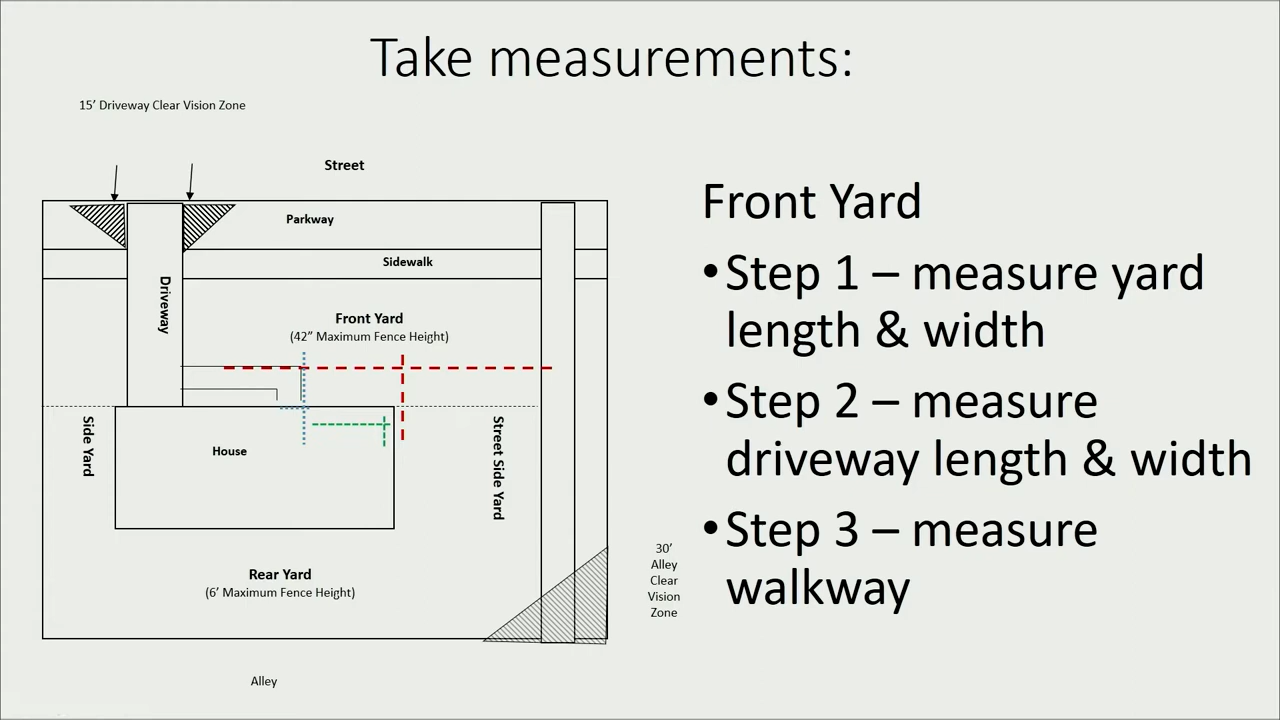 Take measurements:
15’ Driveway Clear Vision Zone
Street
Parkway
Sidewalk
Driveway
Front Yard
(42” Maximum Fence Height)
Side Yard
House
Street Side Yard
Rear Yard
(6’ Maximum Fence Height)
30’
Alley
Clear
Vision
Zone
Alley
Front Yard
•Step 1 – measure yard
length & width
•Step 2 – measure
driveway length & width
•Step 3 – measure
walkway